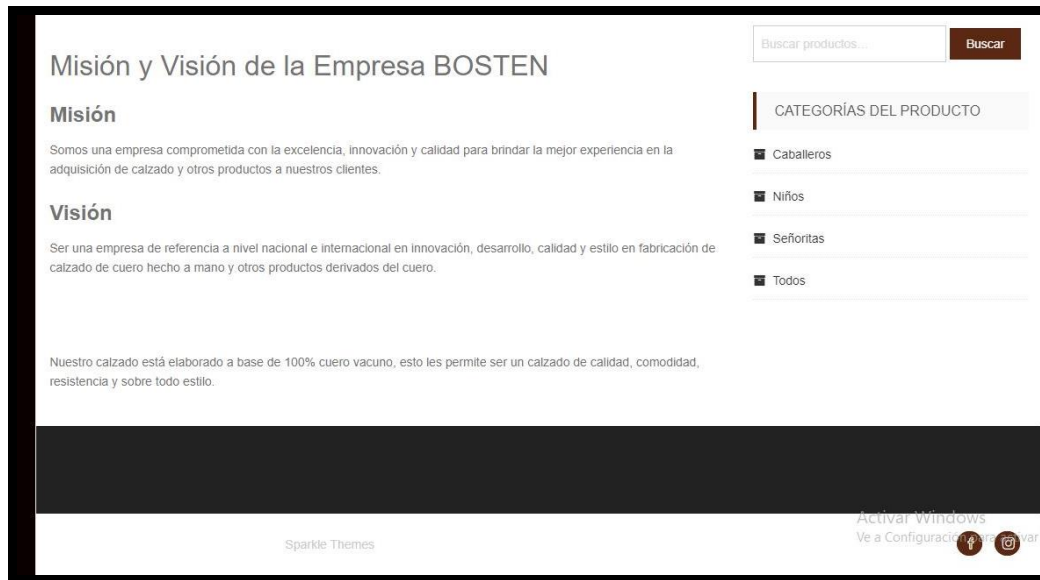 Misión y Visión de la Empresa BOSTEN
Misión
Somos una empresa comprometida con la excelencia, innovación y calidad para brindar la mejor experiencia en la
adquisición de calzado y otros productos a nuestros clientes.
Visión
Ser una empresa de referencia a nivel nacional e internacional en innovación, desarrollo, calidad y estilo en fabricación de
calzado de cuero hecho a mano y otros productos derivados del cuero.
Nuestro calzado está elaborado a base de 100% cuero vacuno, esto les permite ser un calzado de calidad, comodidad,
resistencia y sobre todo estilo.
Buscar productos...
Buscar
CATEGORÍAS DEL PRODUCTO
Caballeros
Niños
Señoritas
Todos
Sparkle Themes
Activar Windows
Ve a Configuración para